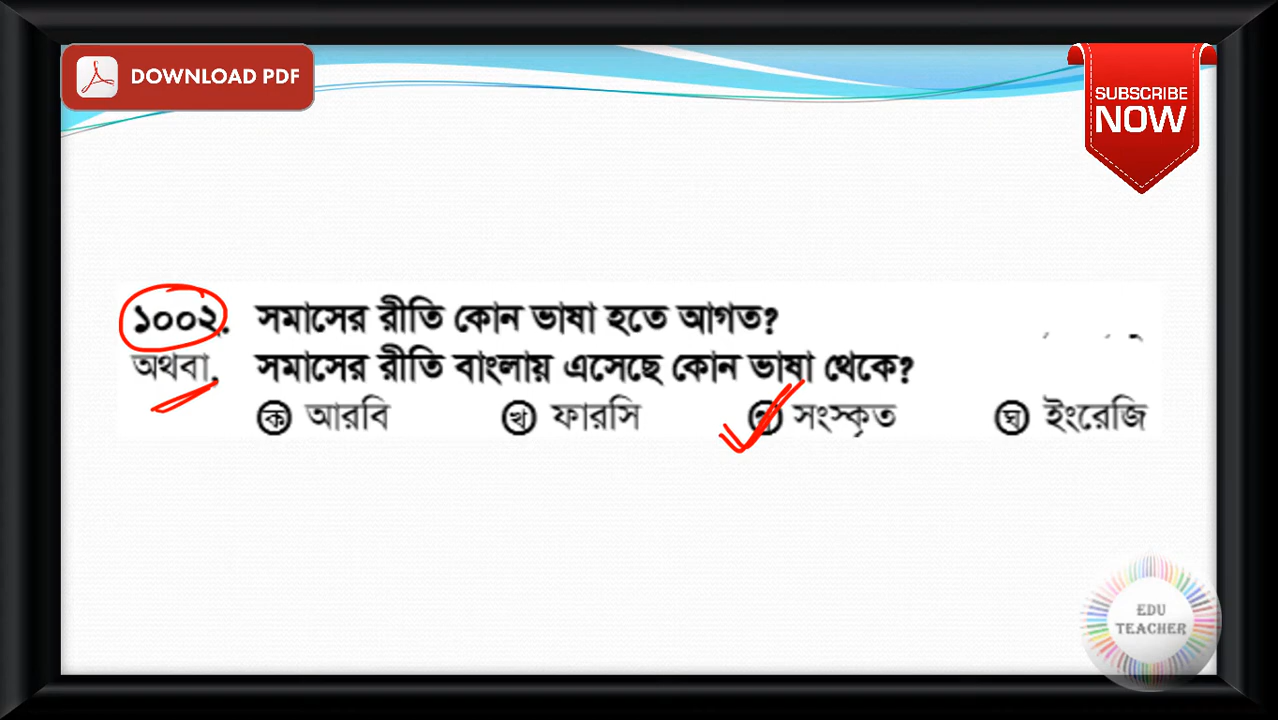 DOWNLOAD PDF
SUBSCRIBE
NOW
১০০২. সমাসের রীতি কোন ভাষা হতে আগত?
অথবা, সমাসের রীতি বাংলায় এসেছে কোন ভাষা থেকে?
ক আরবি খ ফারসি সংস্কৃত ঘ ইংরেজি
EDU
TEACHER